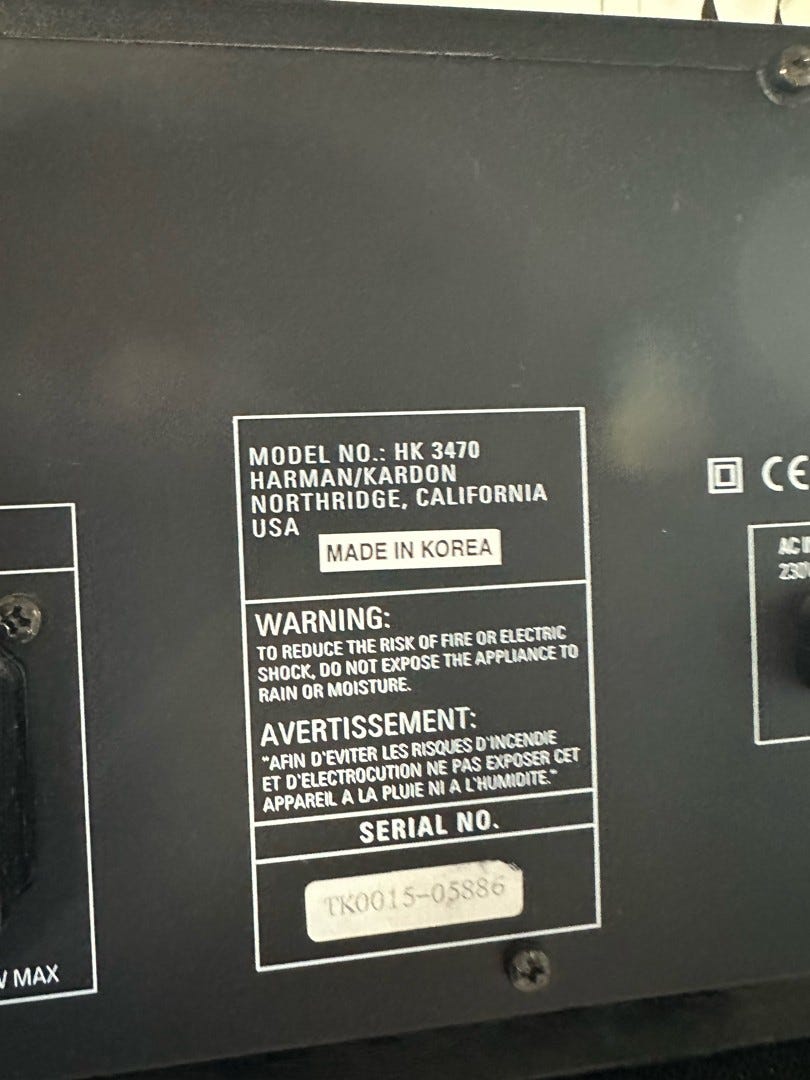 MODEL NO.: HK 3470
HARMAN/KARDON
NORTHRIDGE, CALIFORNIA
USA
MADE IN KOREA
WARNING:
TO REDUCE THE RISK OF FIRE OR ELECTRIC
SHOCK, DO NOT EXPOSE THE APPLIANCE TO
RAIN OR MOISTURE.
AVERTISSEMENT:
"AFIN D'EVITER LES RISQUES D'INCENDIE
ET D'ELECTROCUTION NE PAS EXPOSER CET
APPAREIL A LA PLUIE NI A L'HUMIDITE."
SERIAL NO.
TK0015-05886
CE
AC
230
MAX